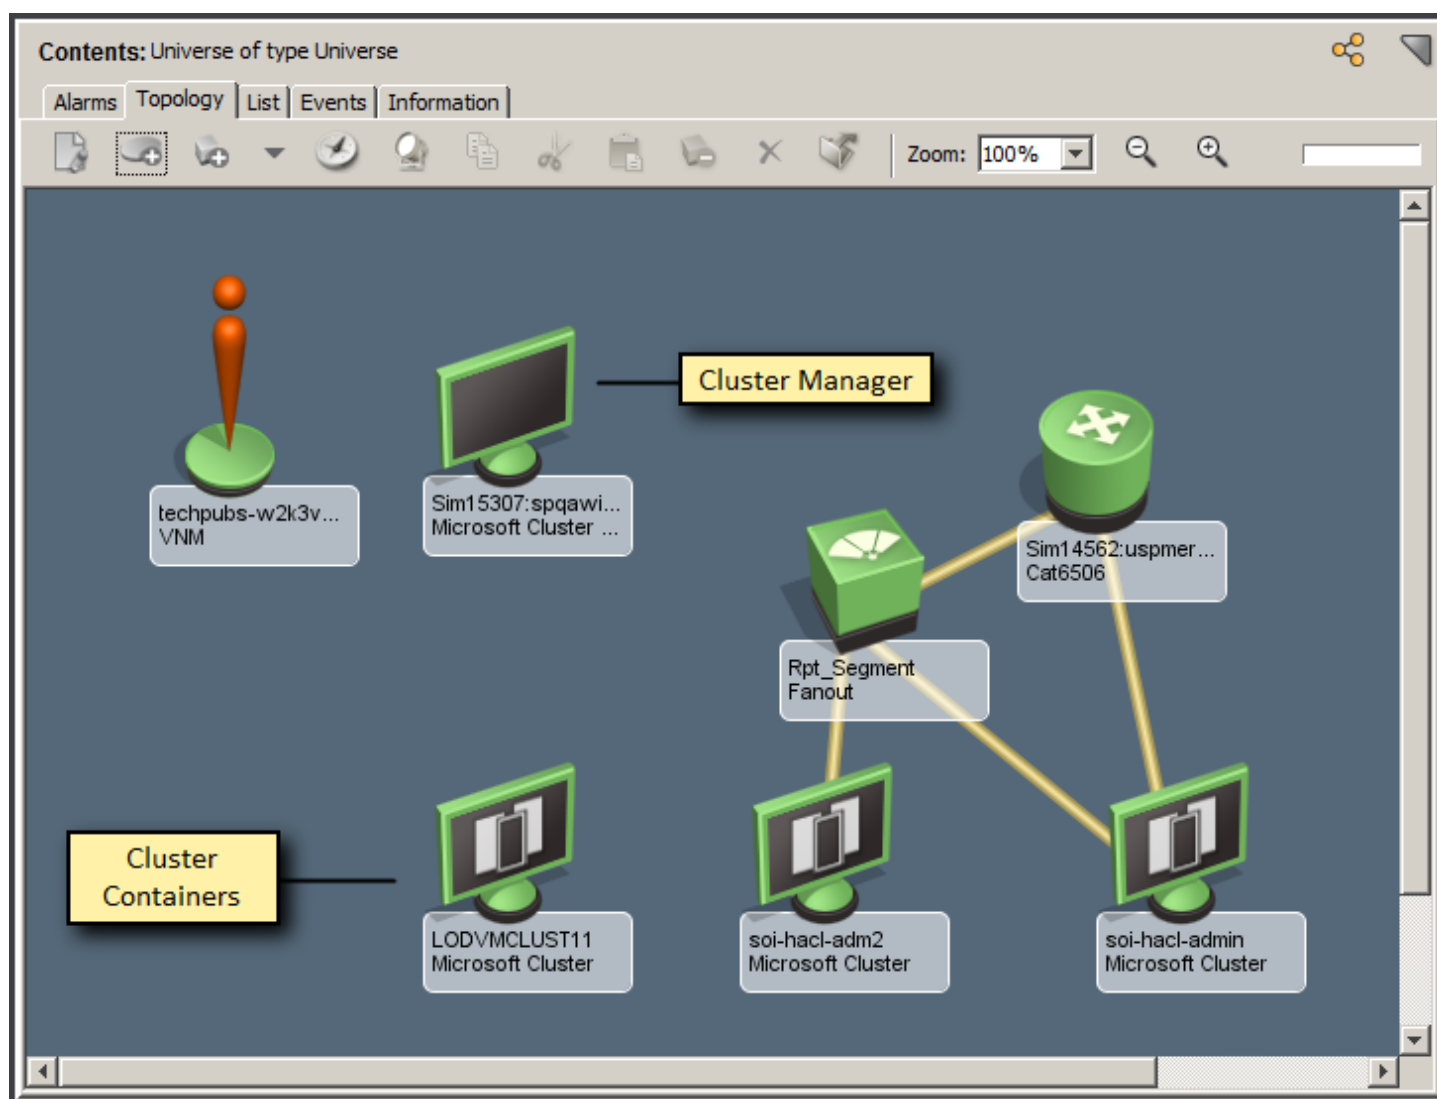 Contents: Universe of type Universe
Alarms Topology List Events Information
Zoom: 100%
Cluster Manager
techpubs-w2k3v...
VNM
Sim15307:spqawi...
Microsoft Cluster ...
Sim14562:uspmer...
Cat6506
Rpt_Segment
Fanout
Cluster
Containers
LODVMCLUST11
Microsoft Cluster
soi-hacl-adm2
Microsoft Cluster
soi-hacl-admin
Microsoft Cluster